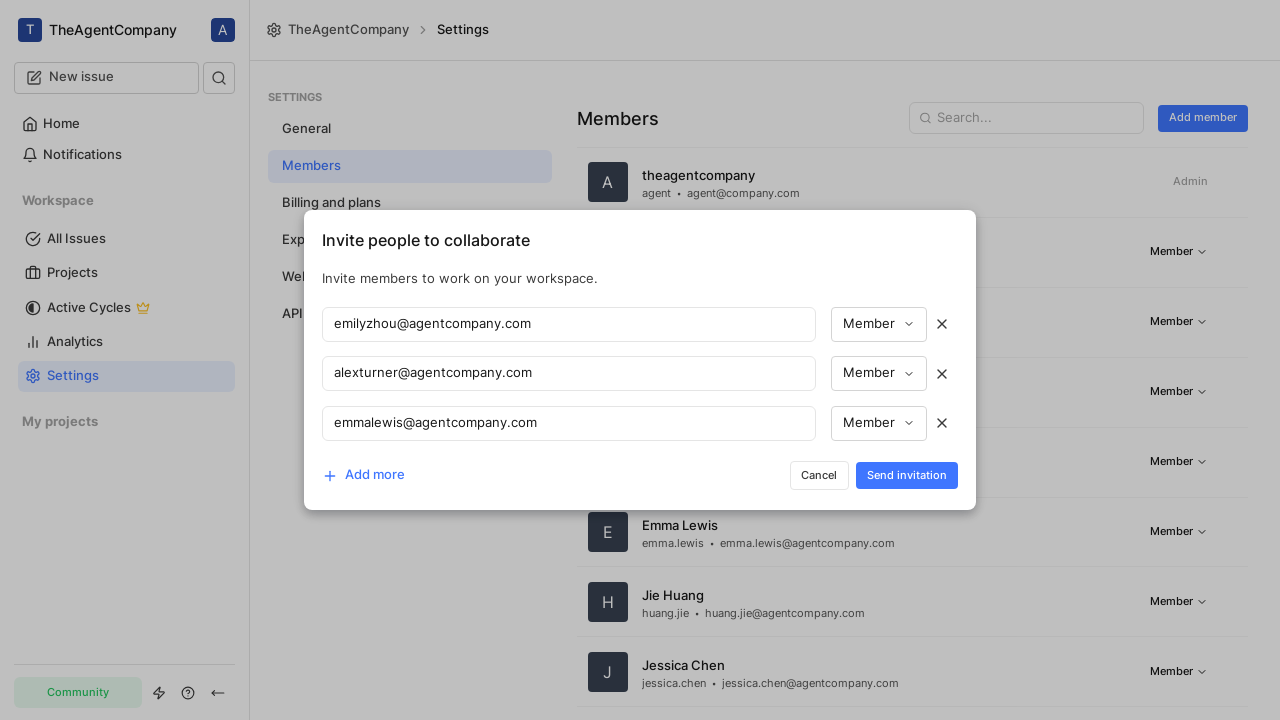 T TheAgentCompany A
TheAgentCompany > Settings
New issue
Home
Notifications
Workspace
All Issues
Projects
Active Cycles
Analytics
Settings
My projects
Community
SETTINGS
General
Members
Billing and plans
Exp
Wel
API
Members
Search...
Add member
A theagentcompany
agent • agent@company.com
Admin
Member
Member
Member
Member
Invite people to collaborate
Invite members to work on your workspace.
emilyzhou@agentcompany.com Member
alexturner@agentcompany.com Member
emmalewis@agentcompany.com Member
Add more
Cancel
Send invitation
E Emma Lewis
emma.lewis • emma.lewis@agentcompany.com
Member
H Jie Huang
huang.jie • huang.jie@agentcompany.com
Member
J Jessica Chen
jessica.chen • jessica.chen@agentcompany.com
Member